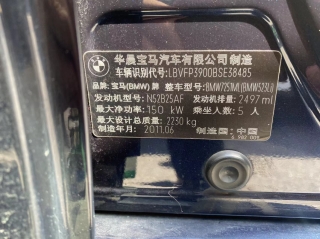 华晨宝马汽车有限公司 制造
车辆识别代号: LBVFP3900BSE38485
品牌: 宝马(BMW)牌 整车型号: BMW7251ML(BMW523Li)
发动机型号: N52B25AF 发动机排量: 2497 ml
最大净功率: 150 kW 乘坐人数: 5 人
最大设计总质量: 2230 kg
制造年月: 2011.06 制造国: 中国